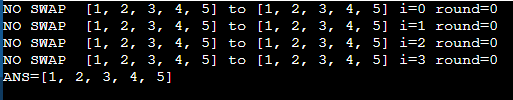 NO SWAP  [1, 2, 3, 4, 5] to [1, 2, 3, 4, 5] i=0 round=0
NO SWAP  [1, 2, 3, 4, 5] to [1, 2, 3, 4, 5] i=1 round=0
NO SWAP  [1, 2, 3, 4, 5] to [1, 2, 3, 4, 5] i=2 round=0
NO SWAP  [1, 2, 3, 4, 5] to [1, 2, 3, 4, 5] i=3 round=0
ANS=[1, 2, 3, 4, 5]